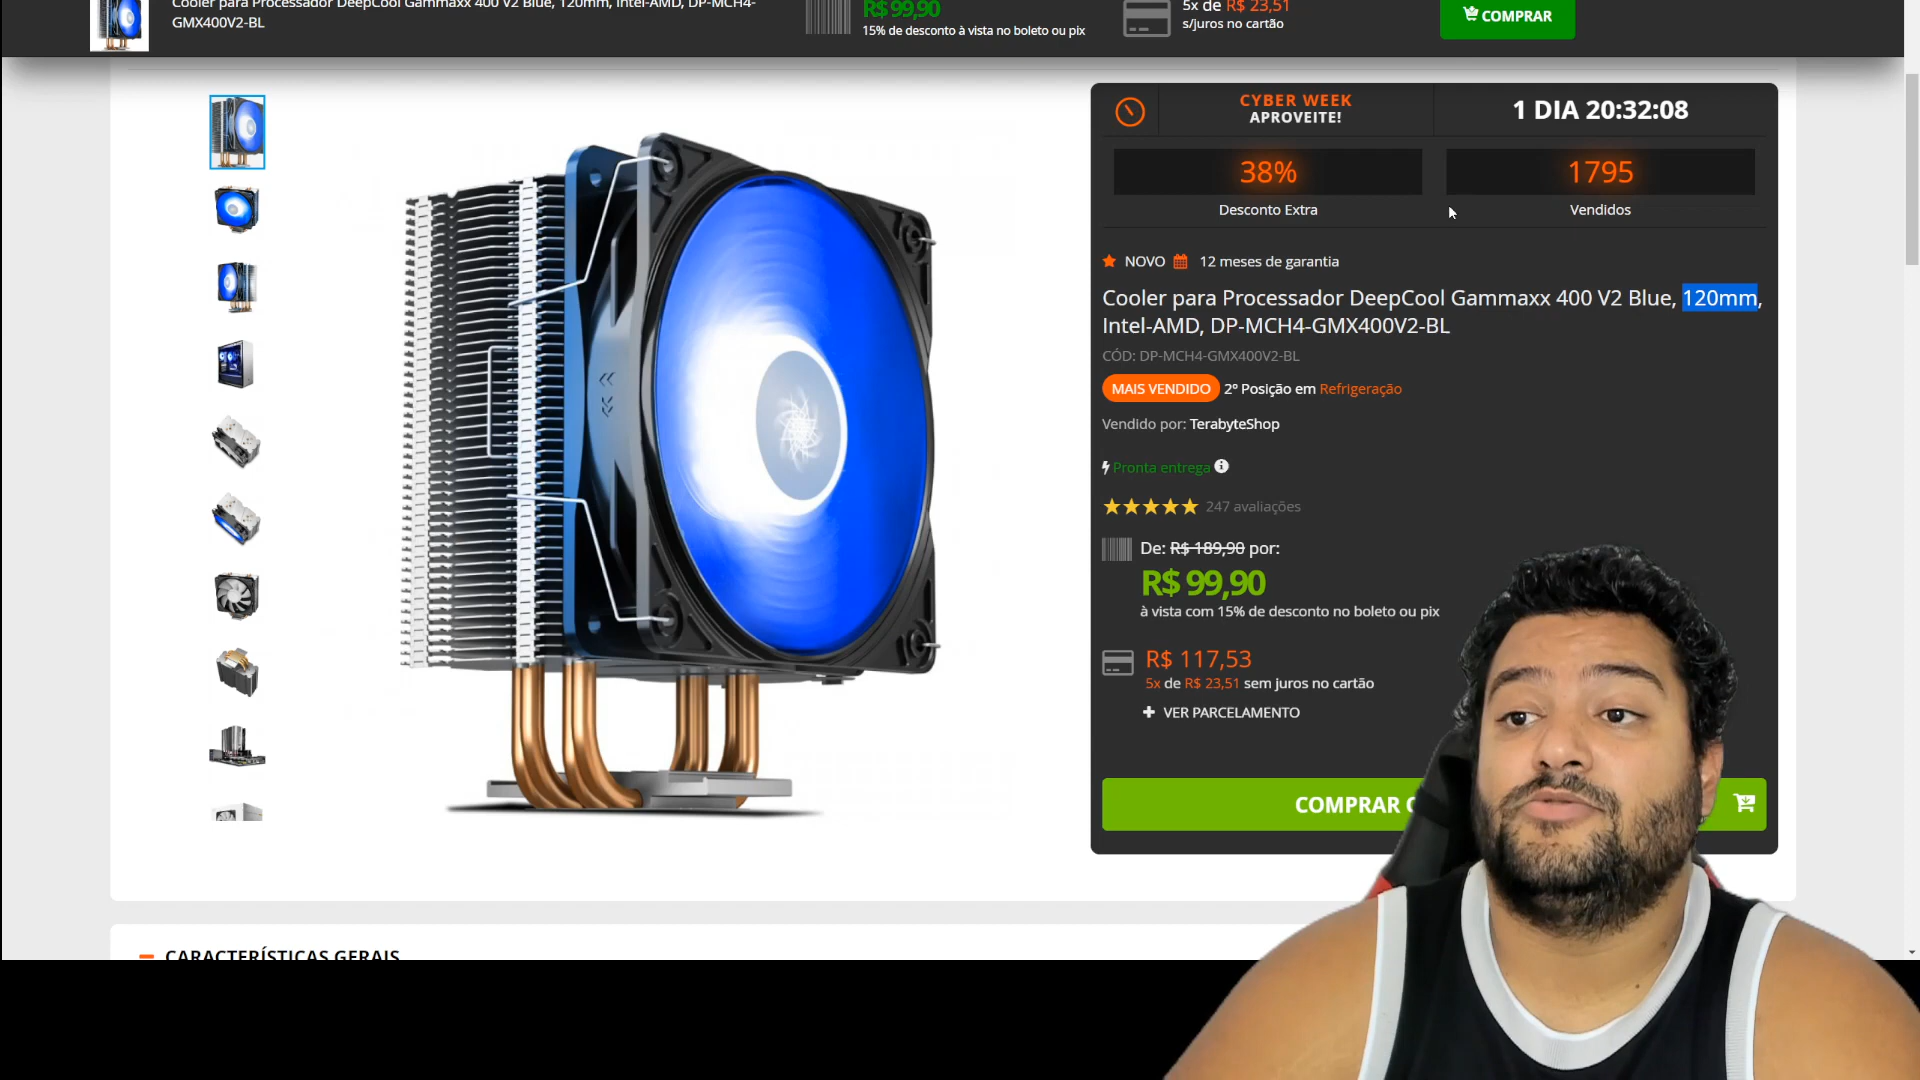 Cooler para Processador DeepCool Gammaxx 400 V2 Blue, 120mm, Intel-AMD, DP-MCH4-
GMX400V2-BL
R$ 99,90
15% de desconto à vista no boleto ou pix
5x de R$ 23,51
s/juros no cartão
COMPRAR
CYBER WEEK
APROVEITE!
1 DIA 20:32:08
38%
Desconto Extra
1795
Vendidos
NOVO 12 meses de garantia
Cooler para Processador DeepCool Gammaxx 400 V2 Blue, 120mm,
Intel-AMD, DP-MCH4-GMX400V2-BL
CÓD: DP-MCH4-GMX400V2-BL
MAIS VENDIDO 2º Posição em Refrigeração
Vendido por: TerabyteShop
Pronta entrega
247 avaliações
De: R$ 189,90 por:
R$ 99,90
à vista com 15% de desconto no boleto ou pix
R$ 117,53
5x de R$ 23,51 sem juros no cartão
+ VER PARCELAMENTO
COMPRAR
CARACTERÍSTICAS GERAIS